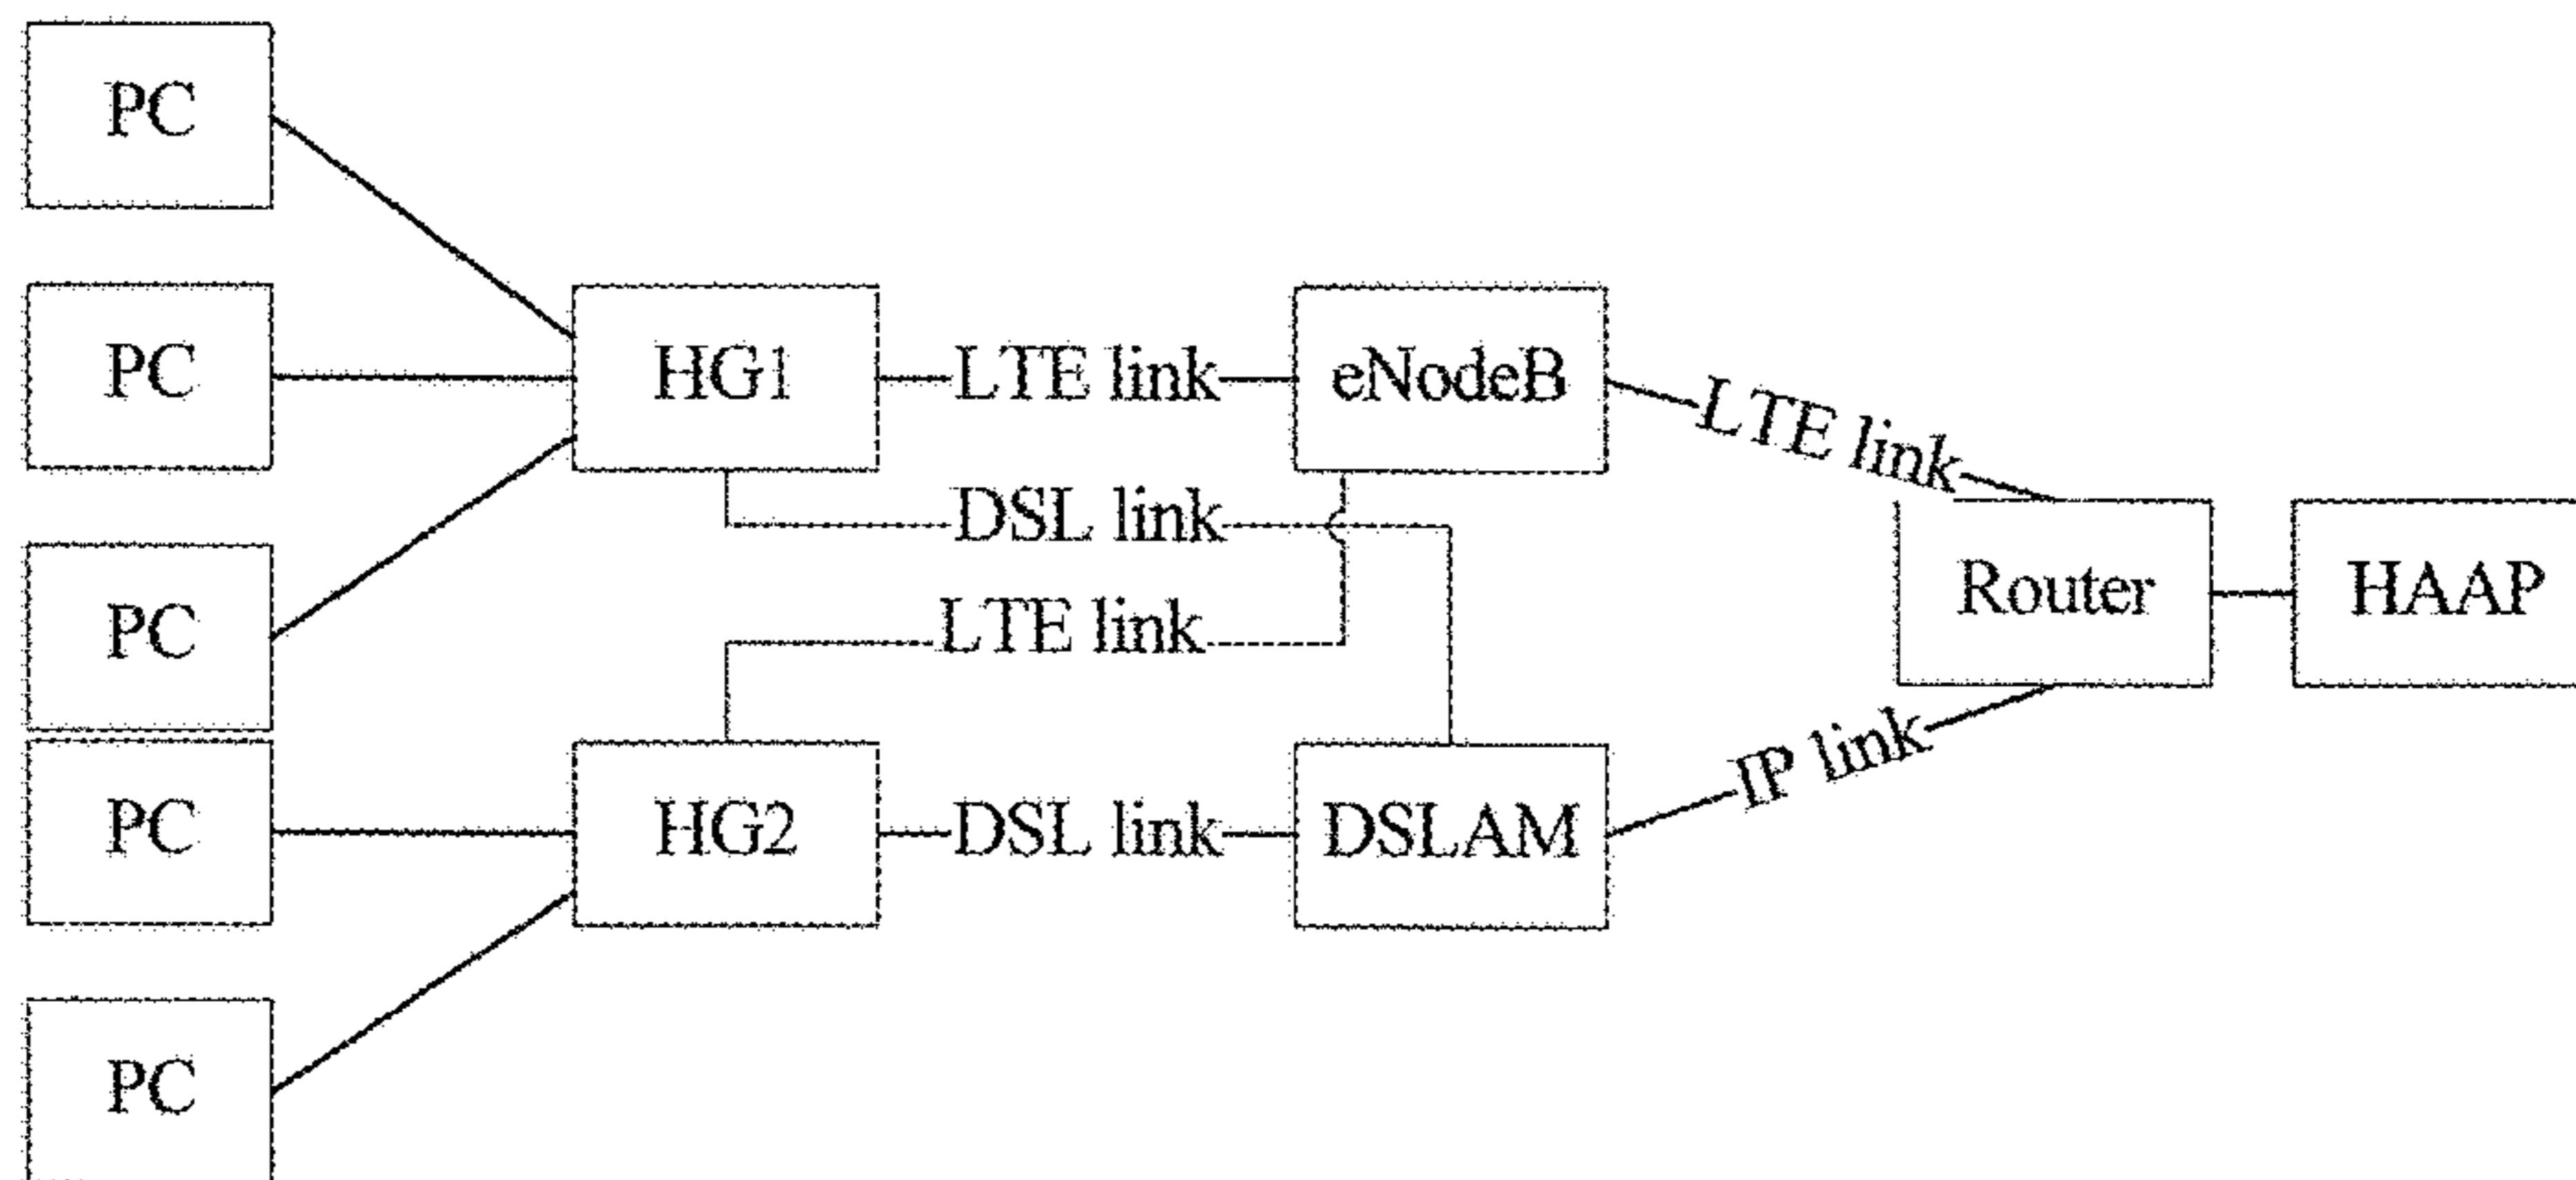 PC
PC
HG1
LTE link
eNodeB
LTE link
DSL link
Router
HAAP
PC
LTE link
IP link
PC
HG2
DSL link
DSLAM
PC